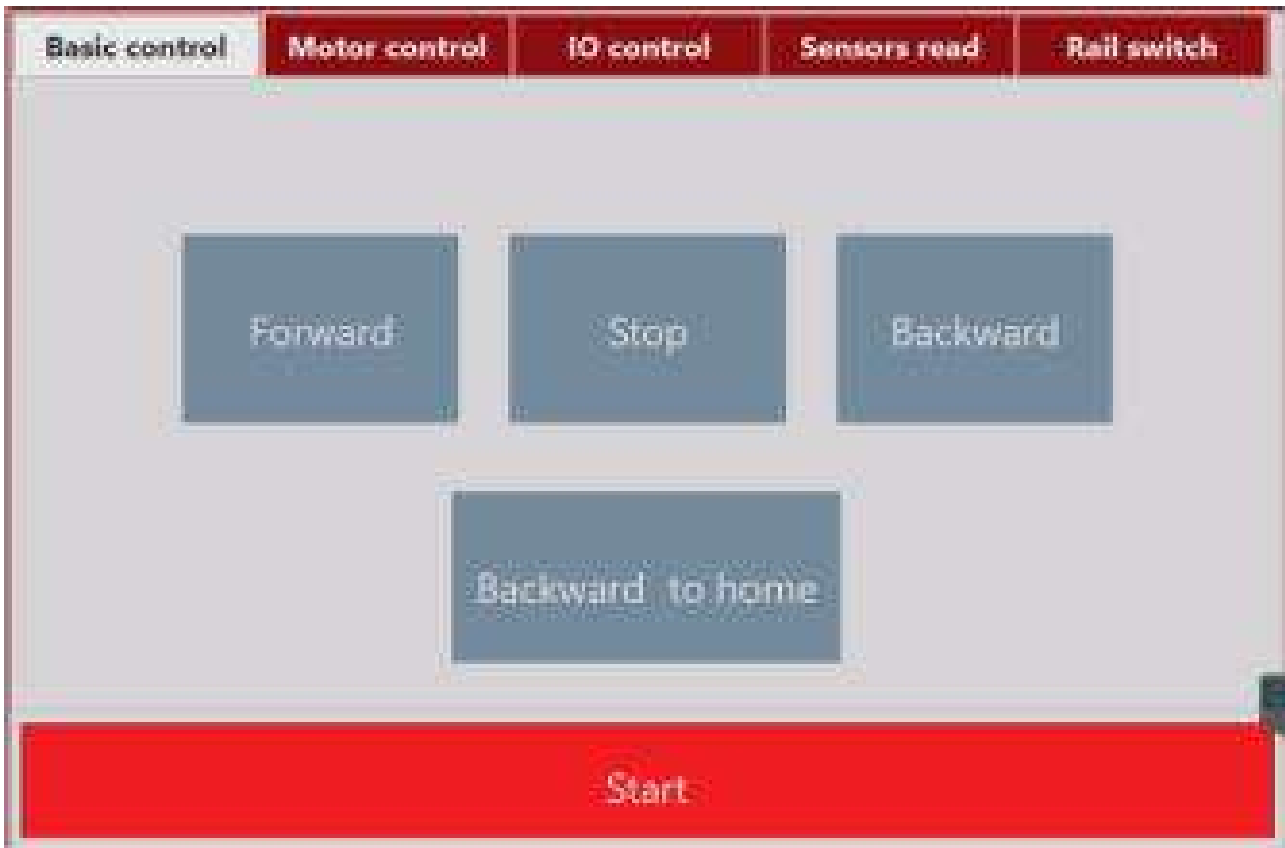 Basic control Motor control IO control Sensors read Rail switch
Forward Stop Backward
Backward to home
Start